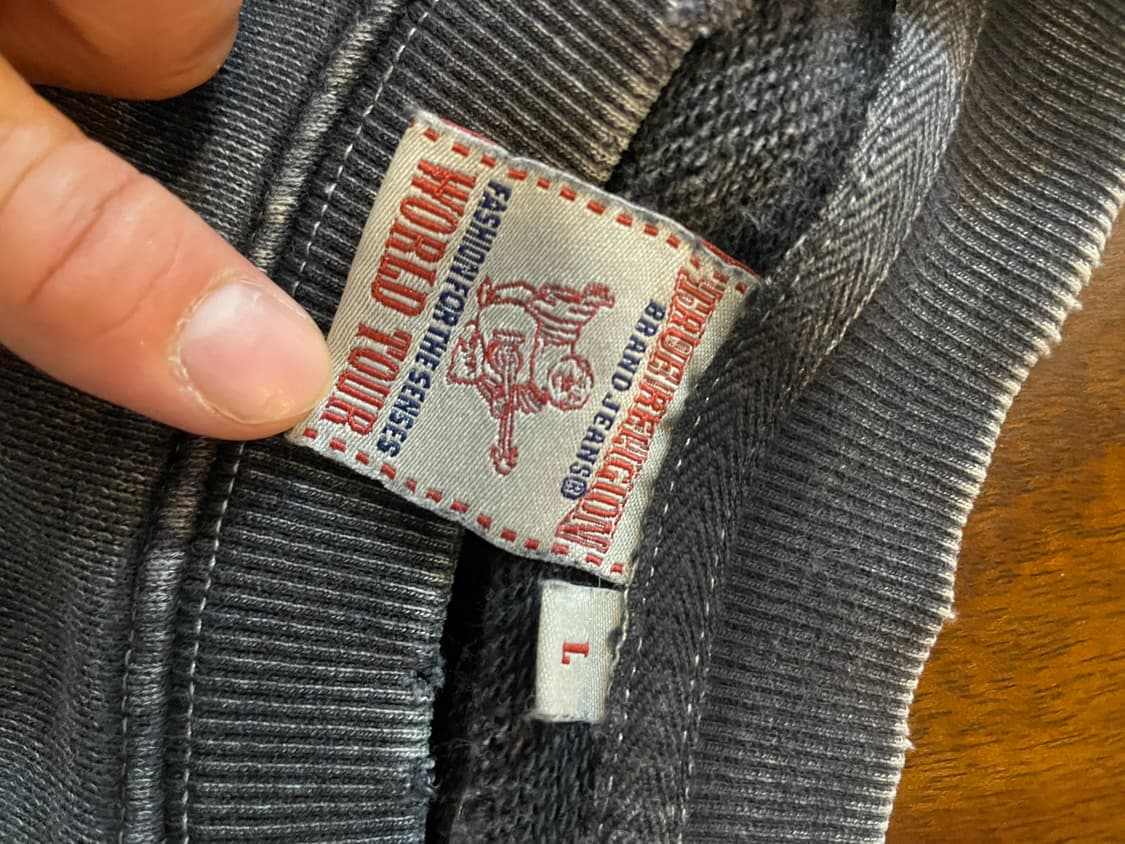 TRUE RELIGION
BRAND JEANS®
FASHION FOR THE SENSES
WORLD TOUR
L